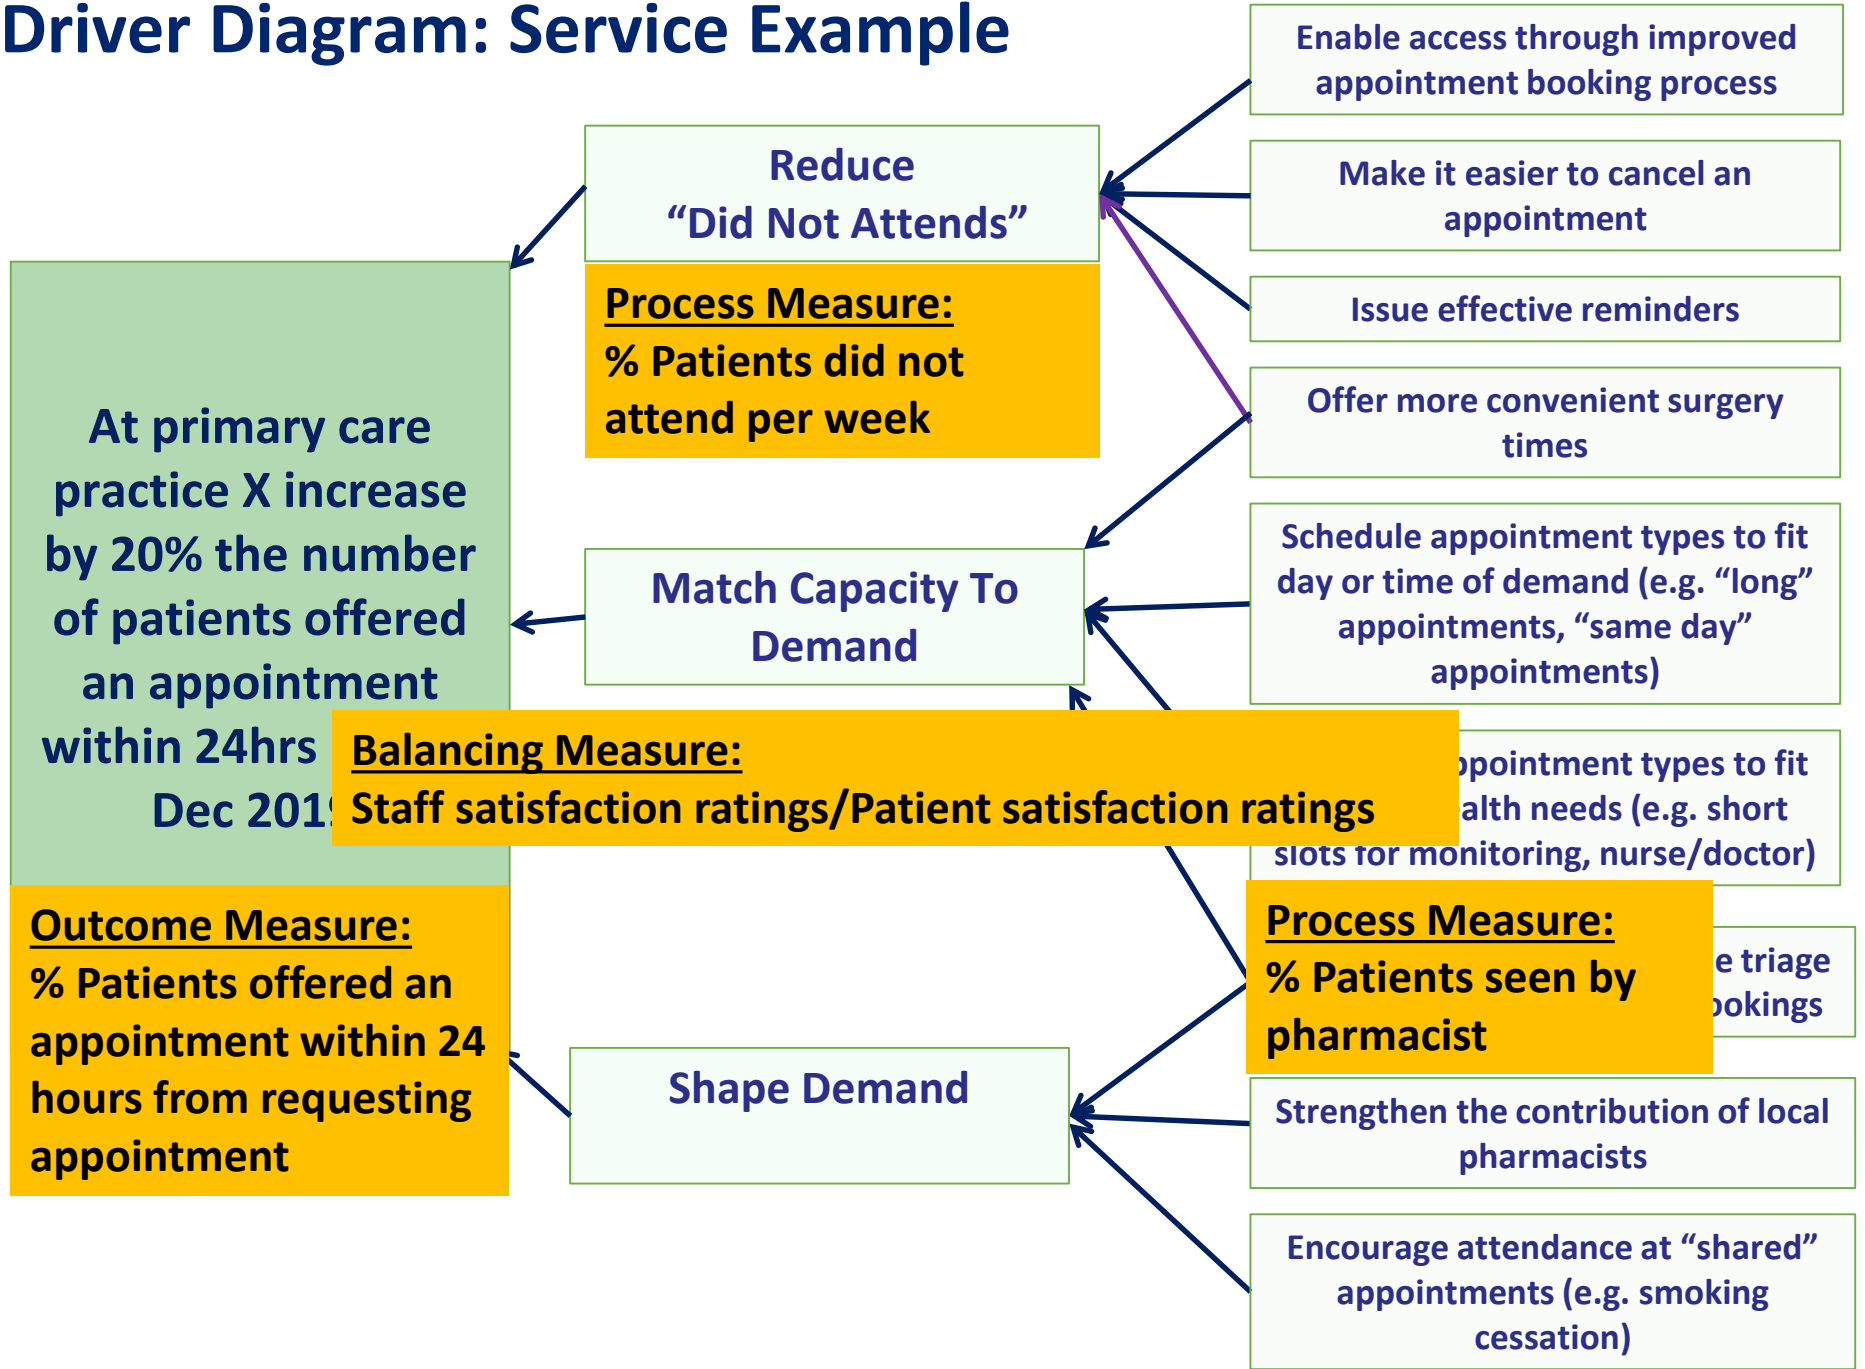 Driver Diagram: Service Example
At primary care
practice X increase
by 20% the number
of patients offered
an appointment
within 24hrs
Dec
Outcome Measure:
% Patients offered an
appointment within 24
hours from requesting
appointment
Reduce
“Did Not Attends”
Process Measure:
% Patients did not
attend per week
Match Capacity To
Demand
Balancing Measure:
Staff satisfaction ratings/Patient satisfaction ratings
Shape Demand
Enable access through improved
appointment booking process
Make it easier to cancel an
appointment
Issue effective reminders
Offer more convenient surgery
times
Schedule appointment types to fit
day or time of demand (e.g. “long”
appointments, “same day”
appointments)
types to fit
needs (e.g. short
slots for monitoring, nurse/doctor)
Process Measure:
% Patients seen by
pharmacist
triage
Strengthen the contribution of local
pharmacists
Encourage attendance at “shared”
appointments (e.g. smoking
cessation)